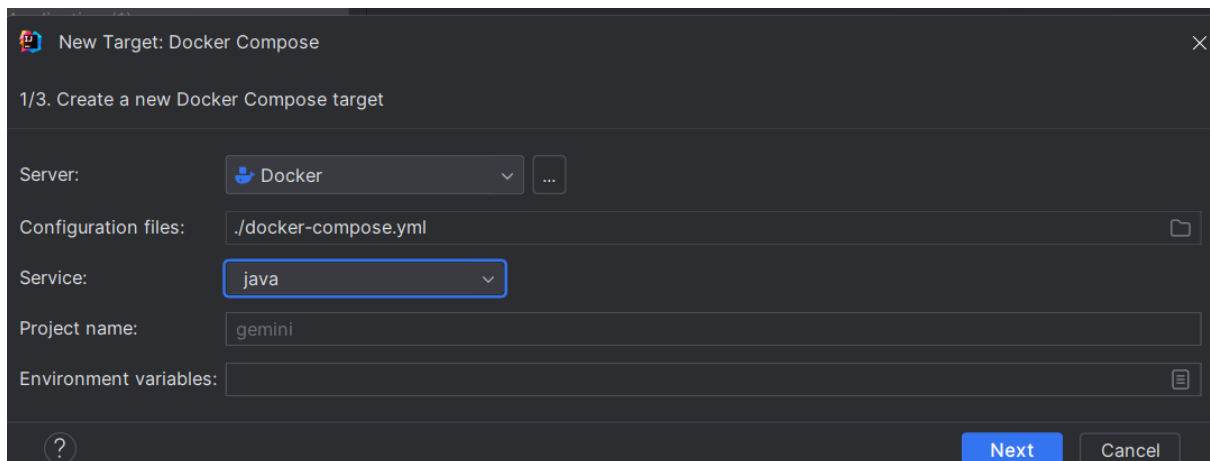 New Target: Docker Compose
1/3. Create a new Docker Compose target
Server:
Docker
...
Configuration files:
./docker-compose.yml
Service:
java
Project name:
gemini
Environment variables:
?
Next
Cancel